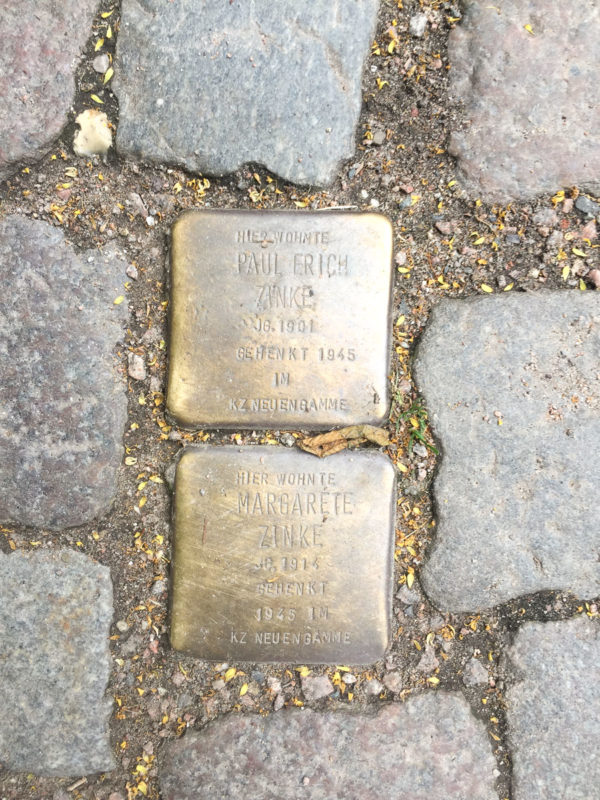 HIER WOHNTE
PAUL ERICH
ZINKE
JG. 1901
GEHENKT 1945
IM
KZ NEUENGAMME
HIER WOHNTE
MARGARETE
ZINKE
JG. 1914
GEHENKT
1945 IM
KZ NEUENGAMME